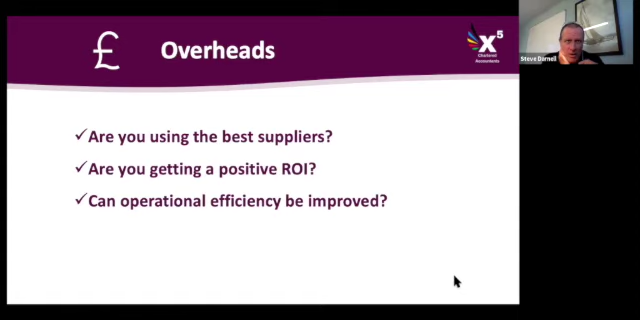 £
Overheads
x5
Chartered
Accountants
Steve Darnell
✓Are you using the best suppliers?
✓Are you getting a positive ROI?
✓Can operational efficiency be improved?